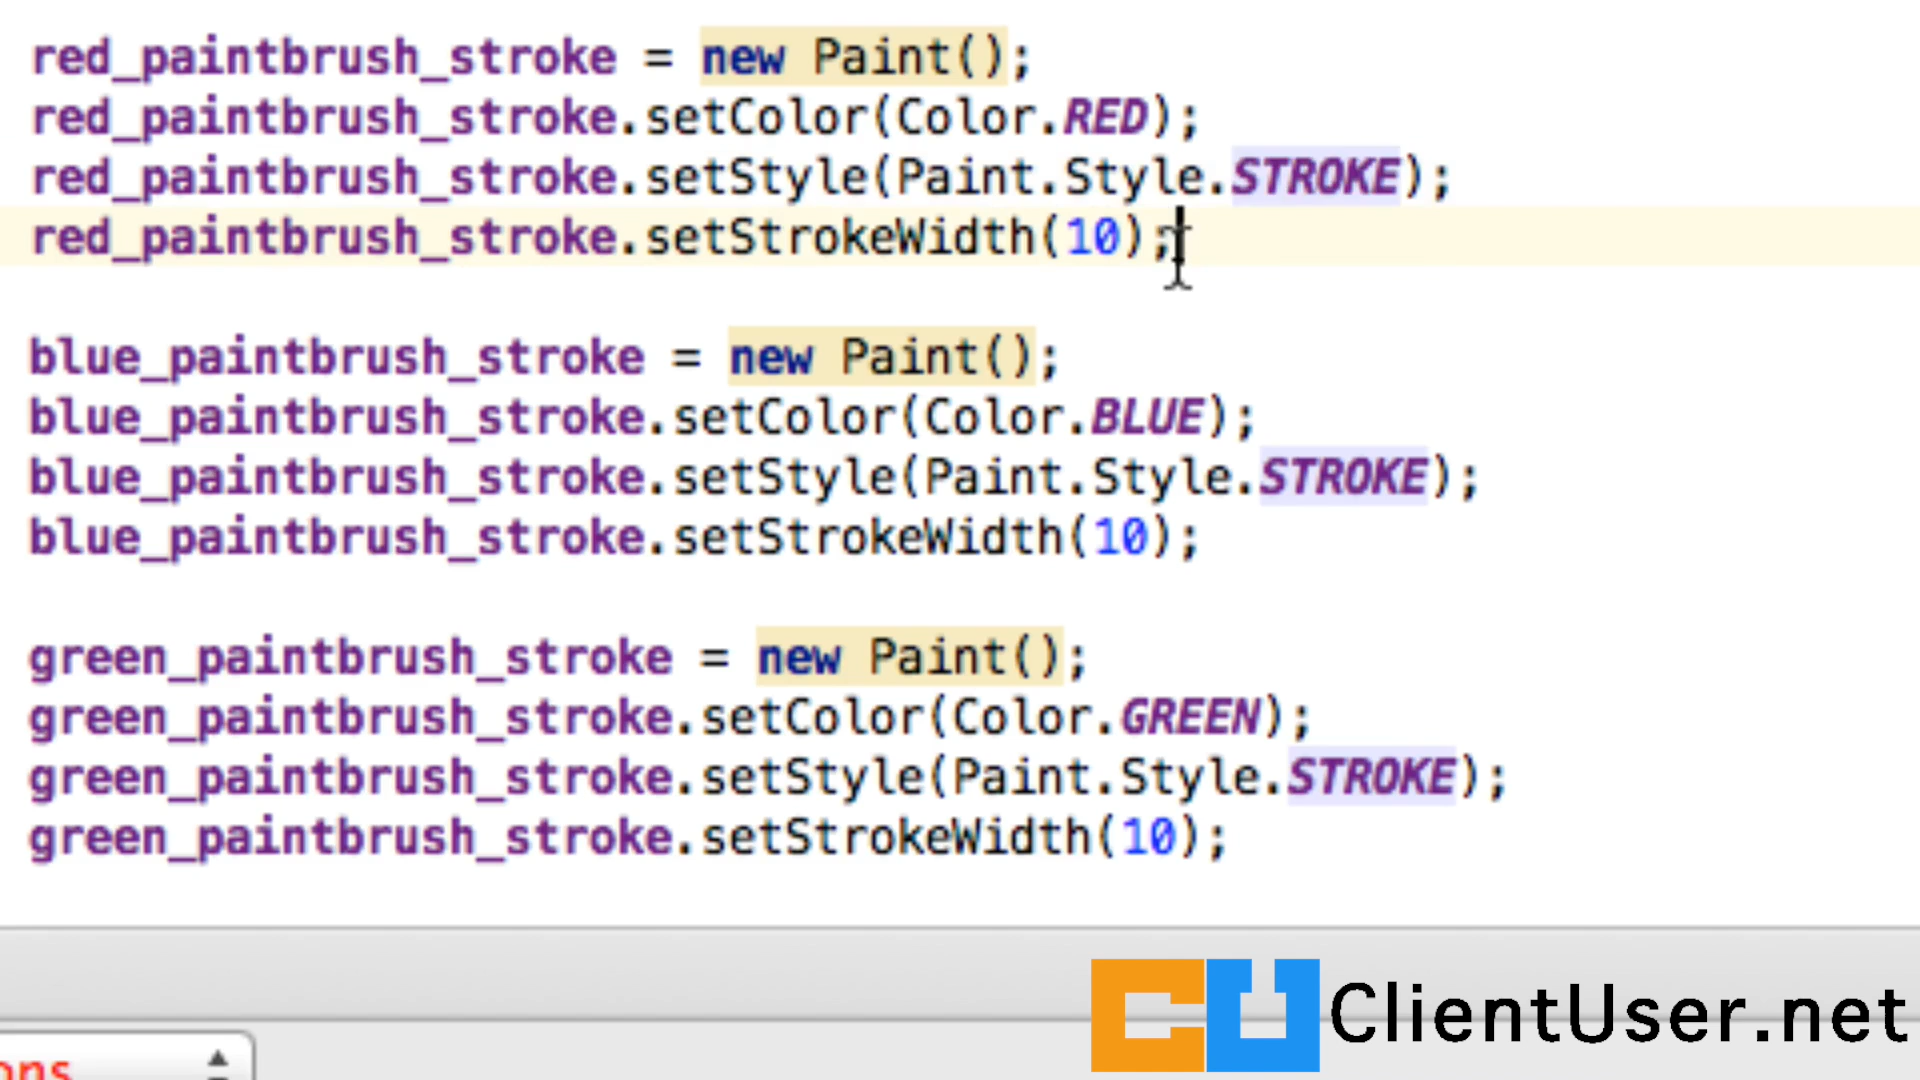 red_paintbrush_stroke = new Paint();
red_paintbrush_stroke.setColor(Color.RED);
red_paintbrush_stroke.setStyle(Paint.Style.STROKE);
red_paintbrush_stroke.setStrokeWidth(10);
blue_paintbrush_stroke = new Paint();
blue_paintbrush_stroke.setColor(Color.BLUE);
blue_paintbrush_stroke.setStyle(Paint.Style.STROKE);
blue_paintbrush_stroke.setStrokeWidth(10);
green_paintbrush_stroke = new Paint();
green_paintbrush_stroke.setColor(Color.GREEN);
green_paintbrush_stroke.setStyle(Paint.Style.STROKE);
green_paintbrush_stroke.setStrokeWidth(10);
CU ClientUser.net